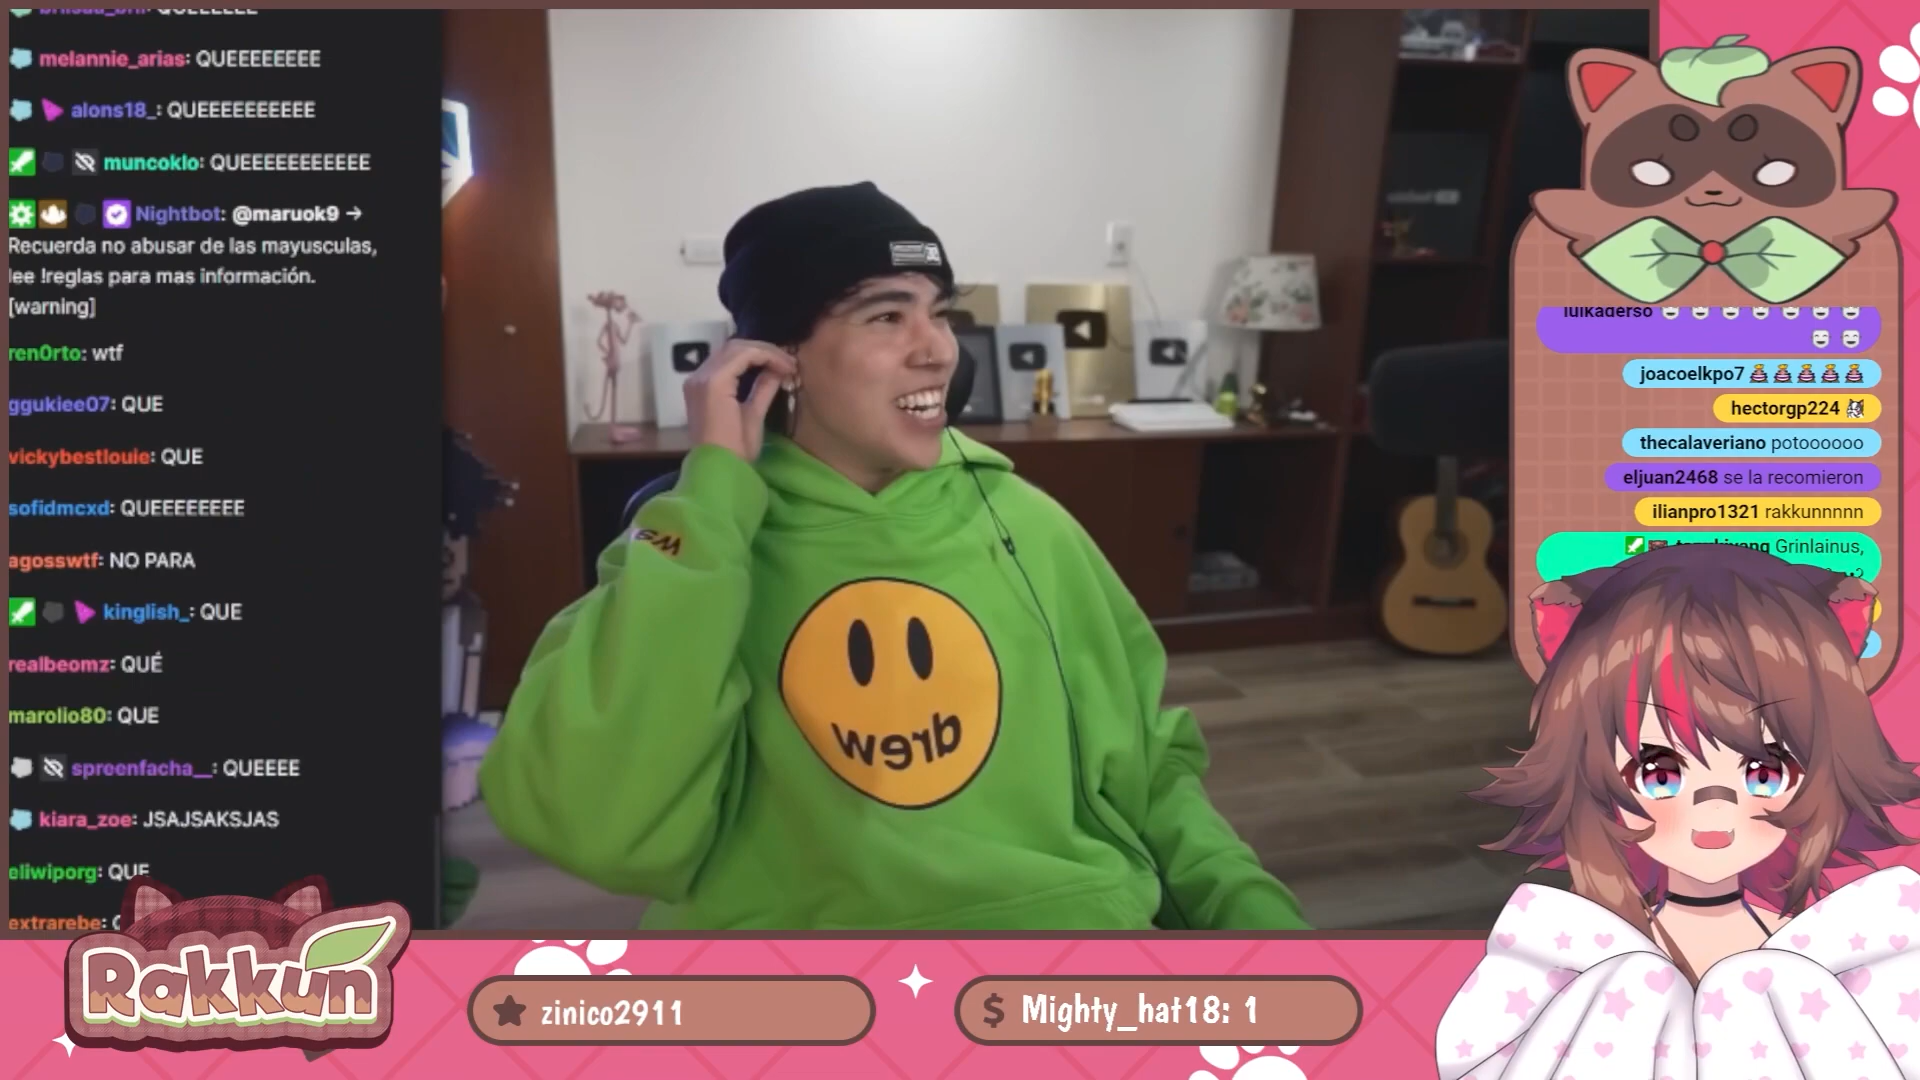 melannie_arias: QUEEEEEEEE
alons18_: QUEEEEEEEEEE
muncoklo: QUEEEEEEEEEEE
Nightbot: @maruok9 →
Recuerda no abusar de las mayusculas,
lee !reglas para mas información.
[warning]
ren0rto: wtf
ggukiee07: QUE
vickybestlouie: QUE
sofidmcxd: QUEEEEEEEE
agosswtf: NO PARA
kinglish_: QUE
realbeomz: QUÉ
marolio80: QUE
spreenfacha__: QUEEEE
kiara_zoe: JSAJSAKSJAS
eliwiporg: QUE
extrarebe:
drew
luikaderso
joacoelkpo7
hectorgp224
thecalaveriano potoooooo
eljuan2468 se la recomieron
ilianpro1321 rakkunnnnn
Grinlainus,
Rakkun
zinico2911
$ Mighty_hat18: 1